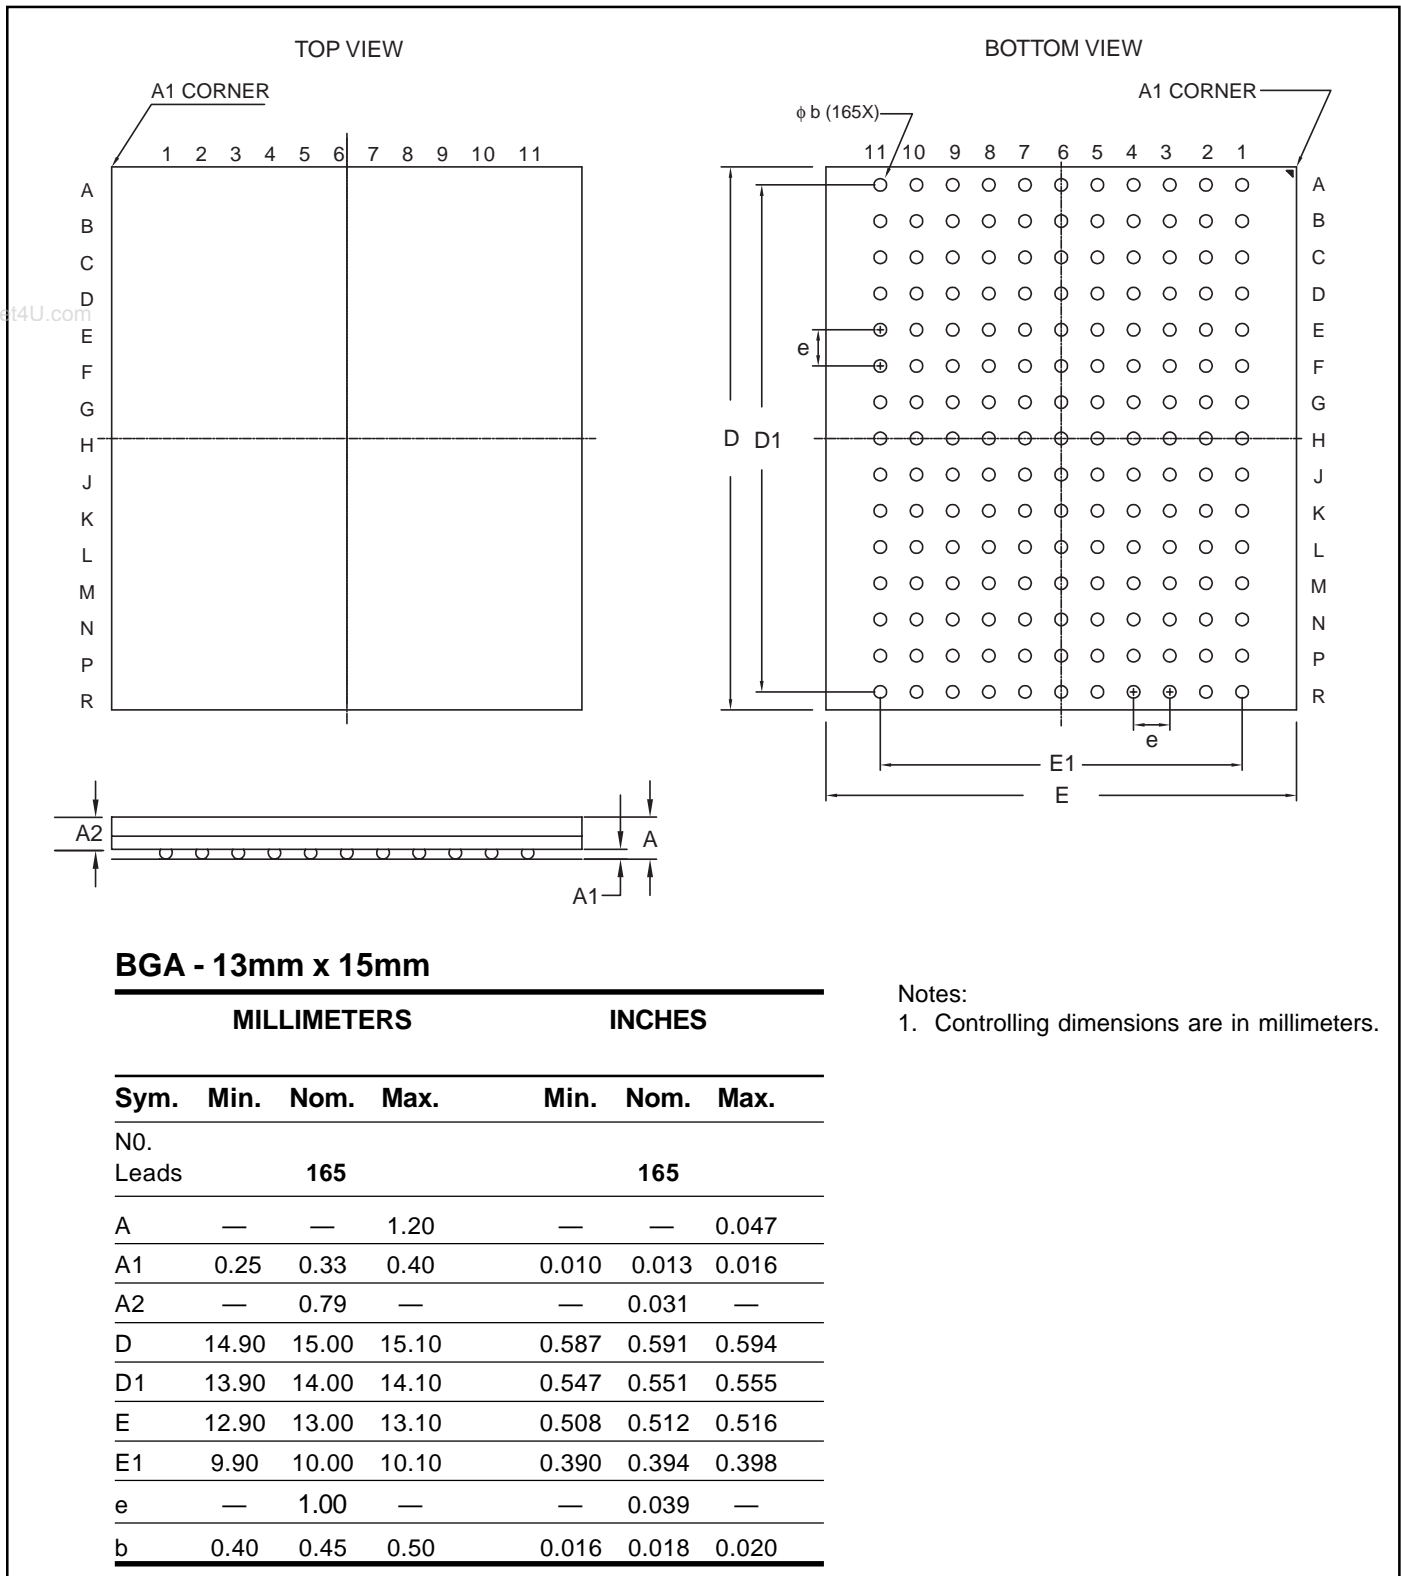 TOP VIEW
BOTTOM VIEW
A1 CORNER
1 2 3 4 5 6 7 8 9 10 11
A
B
C
D
E
F
G
H
J
K
L
M
N
P
R
et4U.com
A1 CORNER
ϕ b (165X)
11 10 9 8 7 6 5 4 3 2 1
A
B
C
D
E
F
G
H
J
K
L
M
N
P
R
e
D D1
e
E1
E
A2
A
A1
BGA - 13mm x 15mm
MILLIMETERS INCHES
Sym. Min. Nom. Max. Min. Nom. Max.
N0.
Leads 165 165
A — — 1.20 — — 0.047
A1 0.25 0.33 0.40 0.010 0.013 0.016
A2 — 0.79 — — 0.031 —
D 14.90 15.00 15.10 0.587 0.591 0.594
D1 13.90 14.00 14.10 0.547 0.551 0.555
E 12.90 13.00 13.10 0.508 0.512 0.516
E1 9.90 10.00 10.10 0.390 0.394 0.398
e — 1.00 — — 0.039 —
b 0.40 0.45 0.50 0.016 0.018 0.020
Notes:
1. Controlling dimensions are in millimeters.